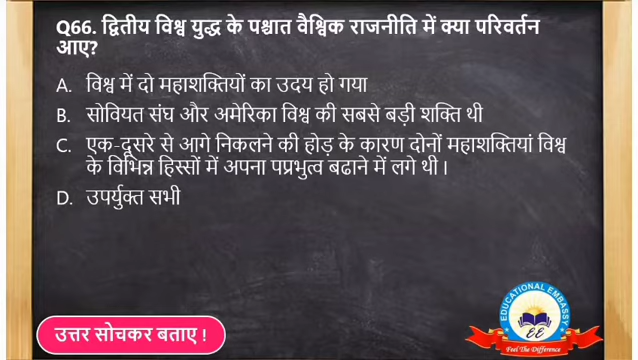 Q66. द्वितीय विश्व युद्ध के पश्चात वैश्विक राजनीति में क्या परिवर्तन
आए?
A. विश्व में दो महाशक्तियों का उदय हो गया
B. सोवियत संघ और अमेरिका विश्व की सबसे बड़ी शक्ति थी
C. एक-दूसरे से आगे निकलने की होड़ के कारण दोनों महाशक्तियां विश्व
के विभिन्न हिस्सों में अपना पप्रभुत्व बढाने में लगे थी।
D. उपर्युक्त सभी
उत्तर सोचकर बताए !
EDUCATIONAL EMBASSY
EE
Feel The Difference